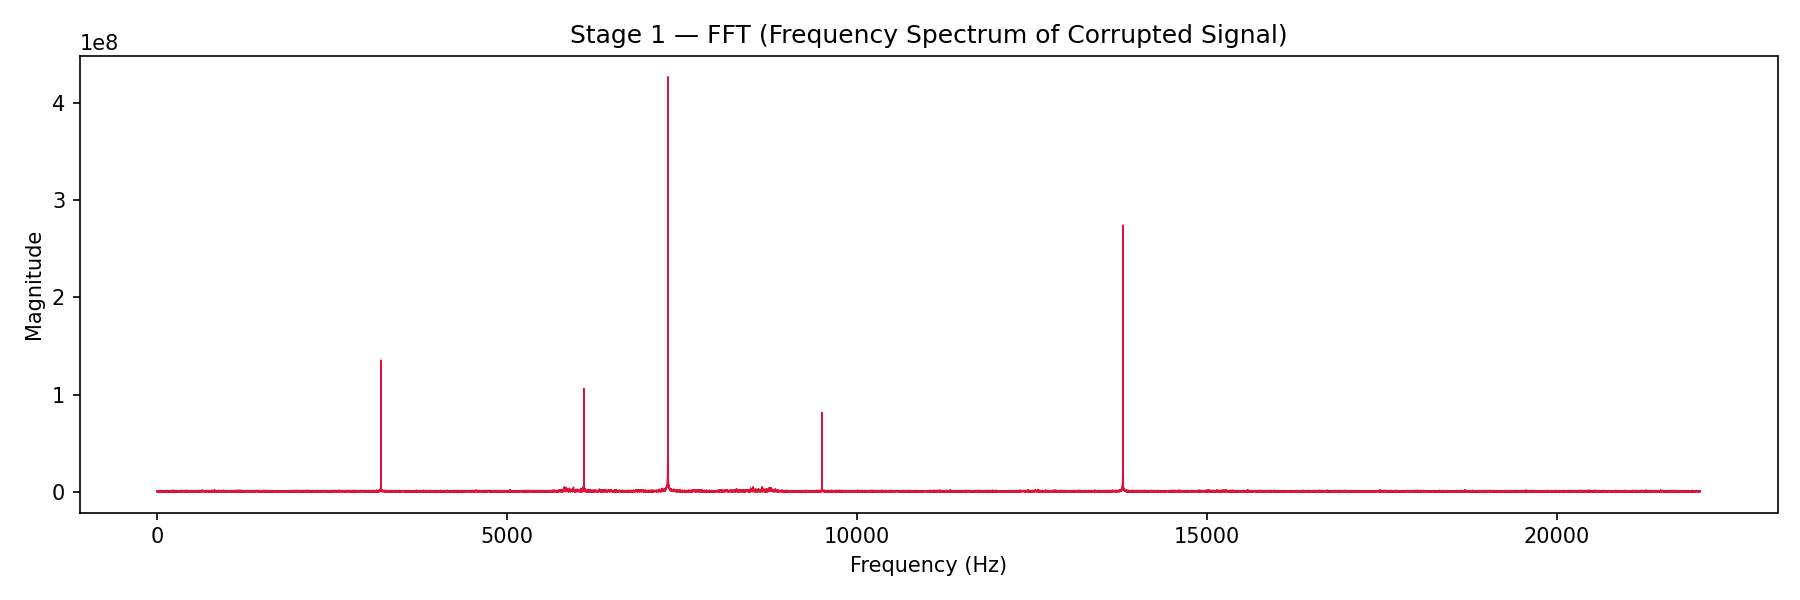 Stage 1 — FFT (Frequency Spectrum of Corrupted Signal)
1e8
4
3
2
1
0
Magnitude
0 5000 10000 15000 20000
Frequency (Hz)